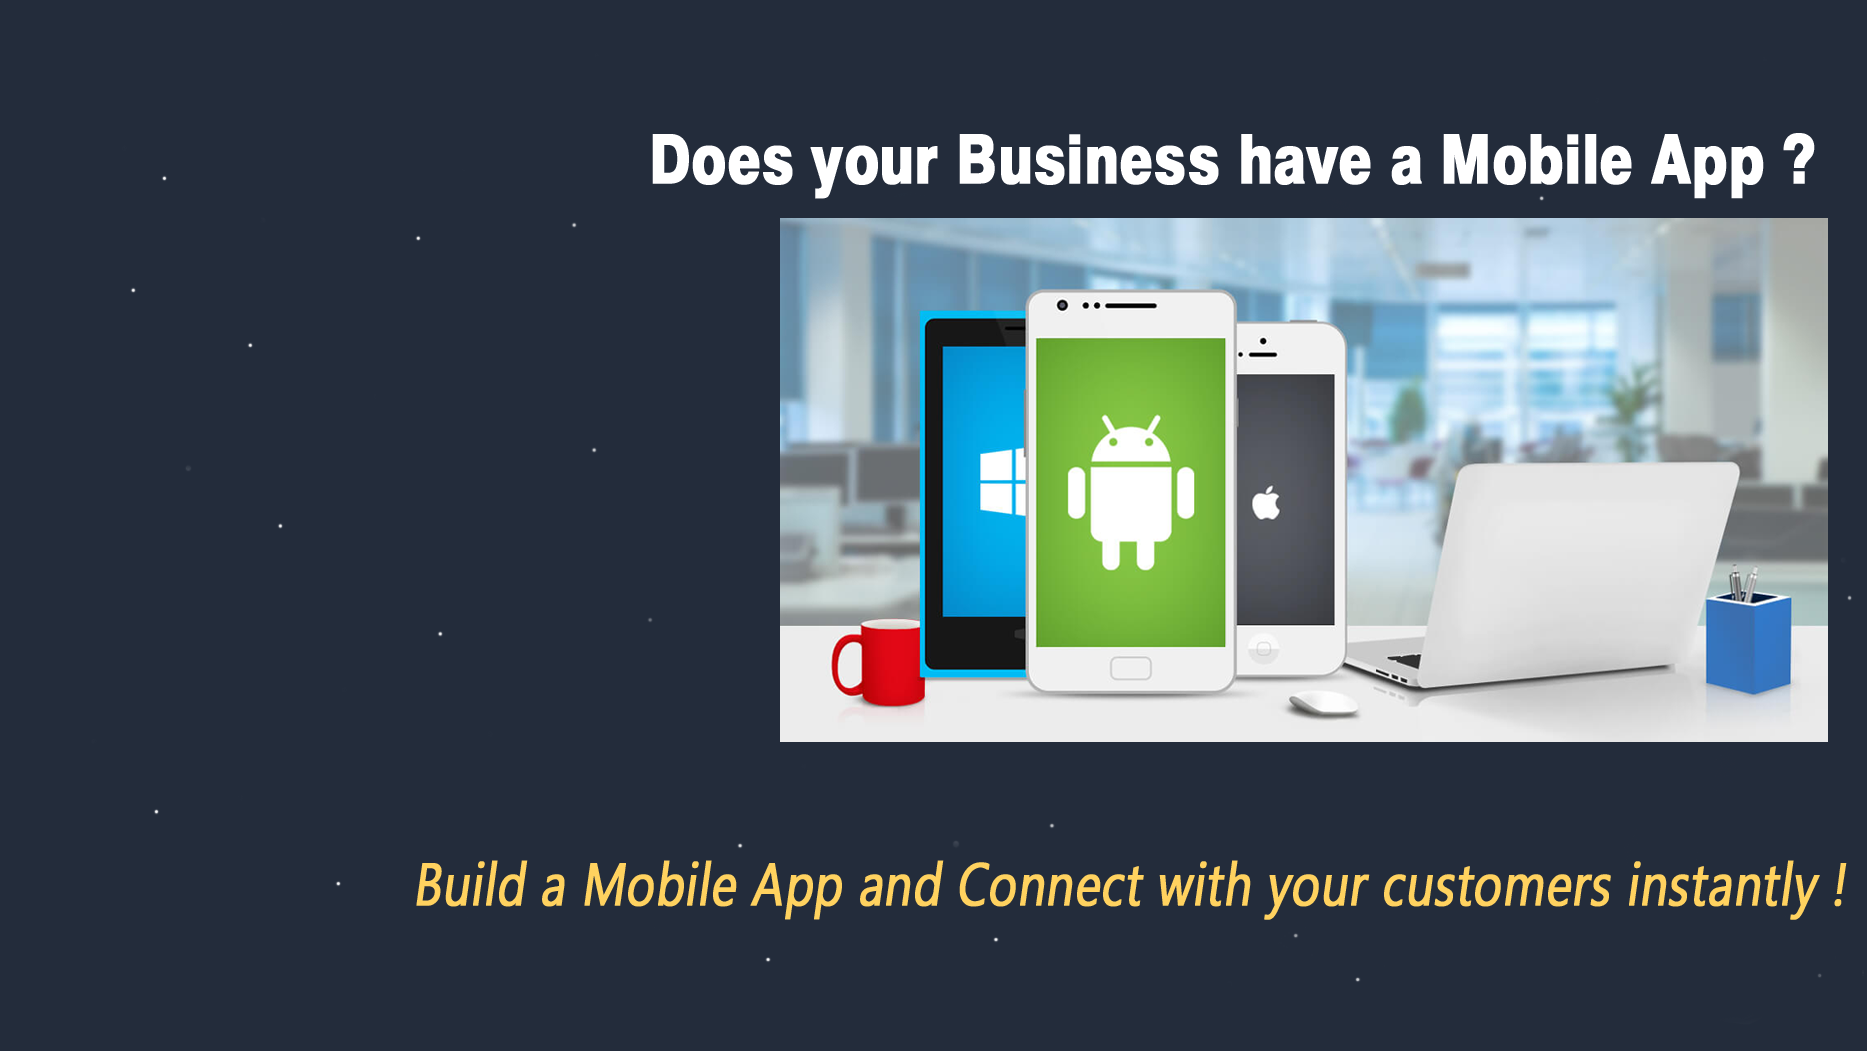 Does your Business have a Mobile App ?
Build a Mobile App and Connect with your customers instantly !